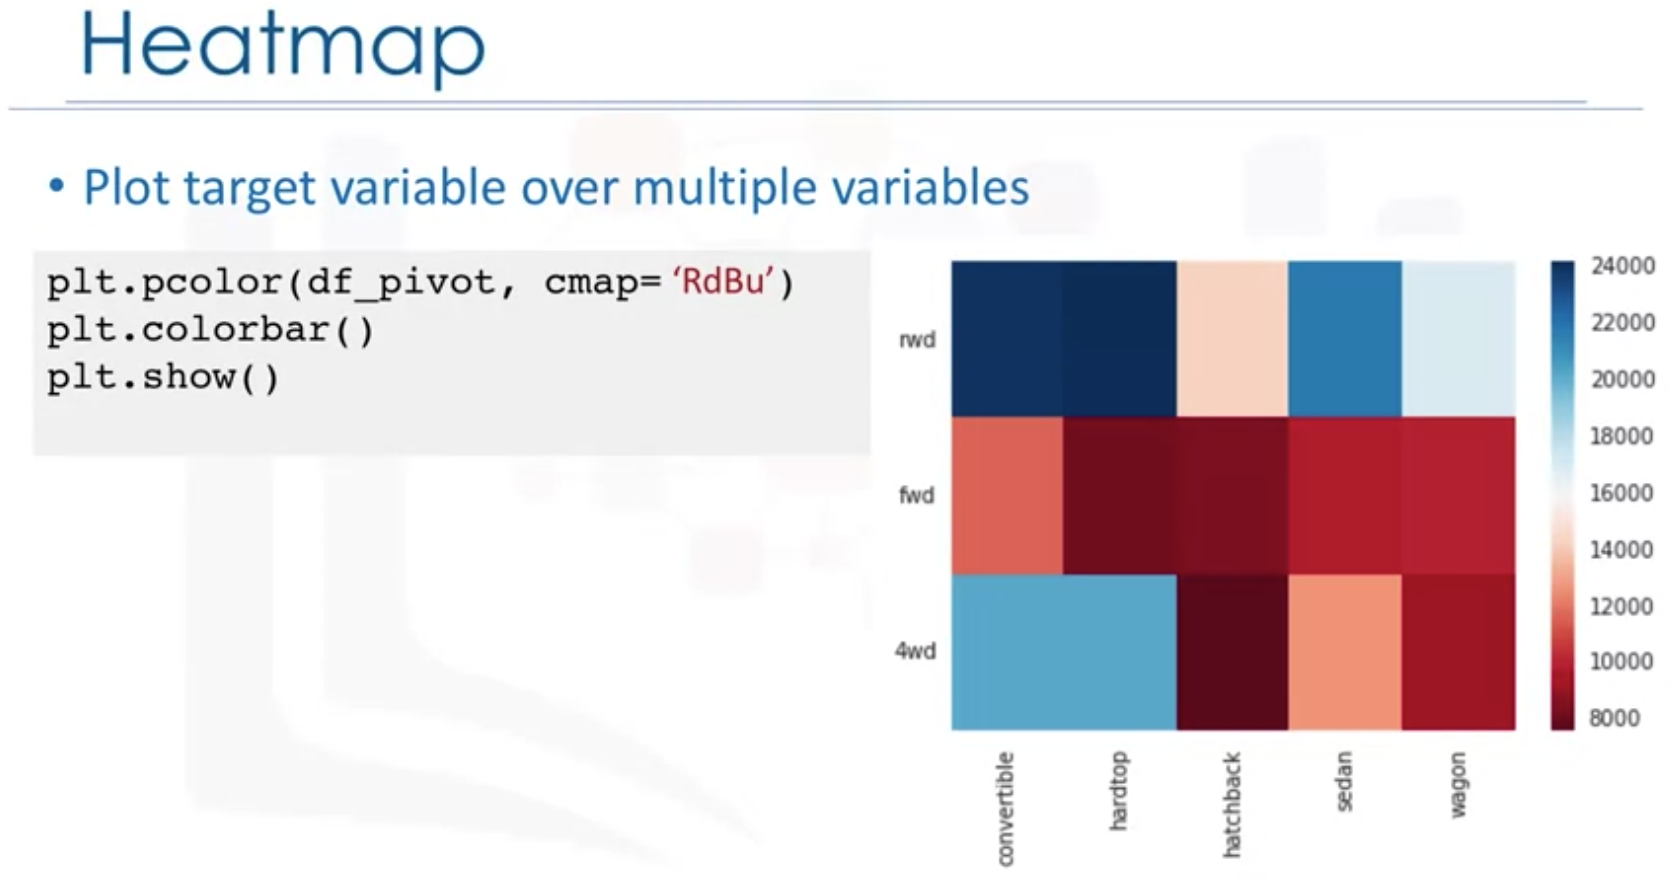 Heatmap
• Plot target variable over multiple variables
plt.pcolor(df_pivot, cmap=‘RdBu’)
plt.colorbar()
plt.show()
rwd
fwd
4wd
convertible
hardtop
hatchback
sedan
wagon
24000
22000
20000
18000
16000
14000
12000
10000
8000